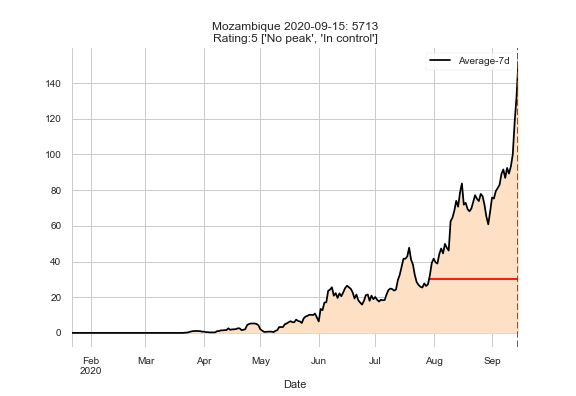 Mozambique 2020-09-15: 5713
Rating:5 ['No peak', 'In control']
Average-7d
140
120
100
80
60
40
20
0
Feb
2020
Mar
Apr
May
Jun
Jul
Aug
Sep
Date